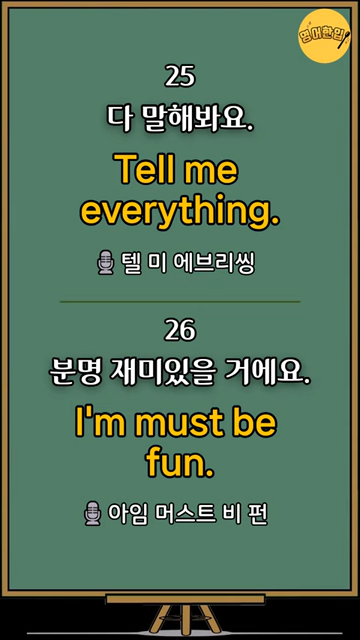 영어한입
25
다 말해봐요.
Tell me
everything.
텔 미 에브리씽
26
분명 재미있을 거에요.
I'm must be
fun.
아임 머스트 비 펀